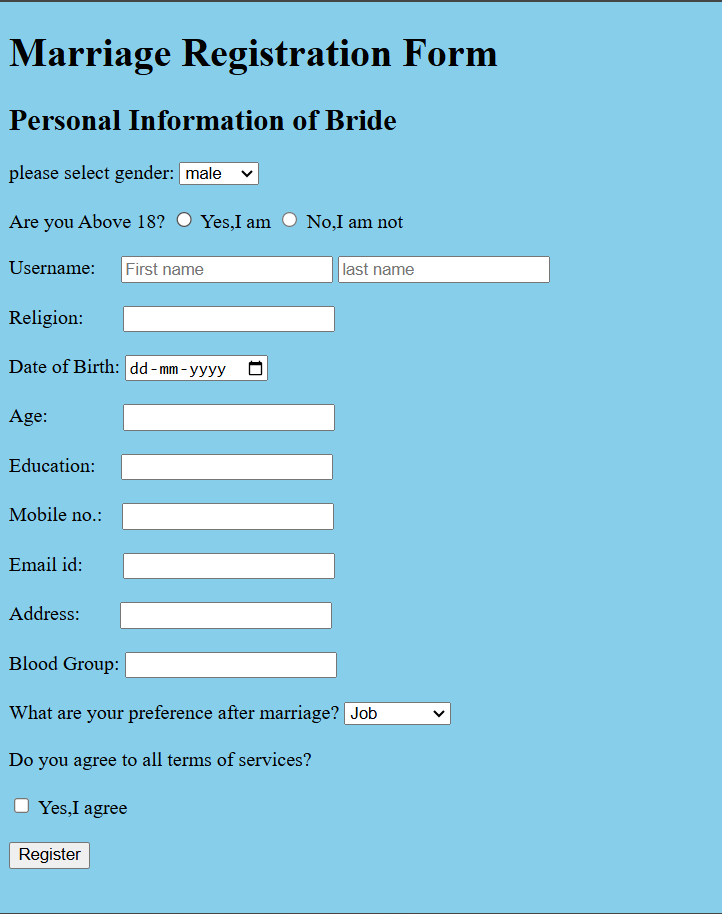 Marriage Registration Form
Personal Information of Bride
please select gender: male
Are you Above 18? Yes,I am No,I am not
Username: First name last name
Religion:
Date of Birth: dd-mm-yyyy
Age:
Education:
Mobile no.:
Email id:
Address:
Blood Group:
What are your preference after marriage? Job
Do you agree to all terms of services?
Yes,I agree
Register